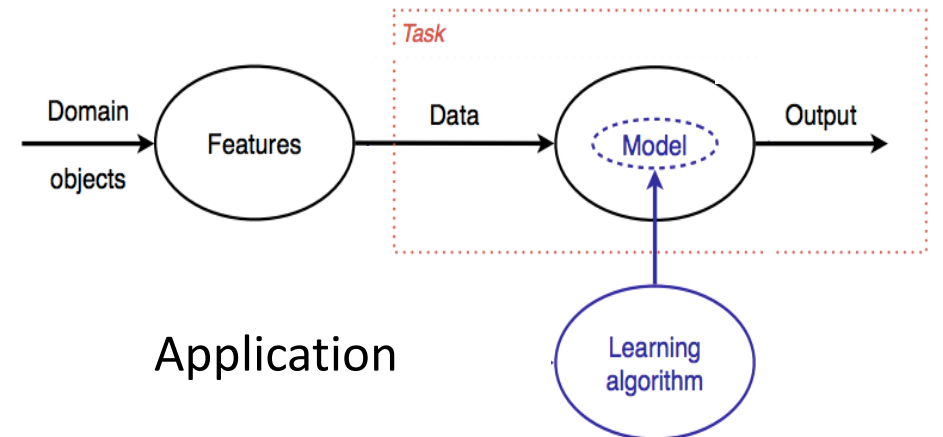 Task
Domain
objects
Features
Data
Model
Output
Application
Learning
algorithm